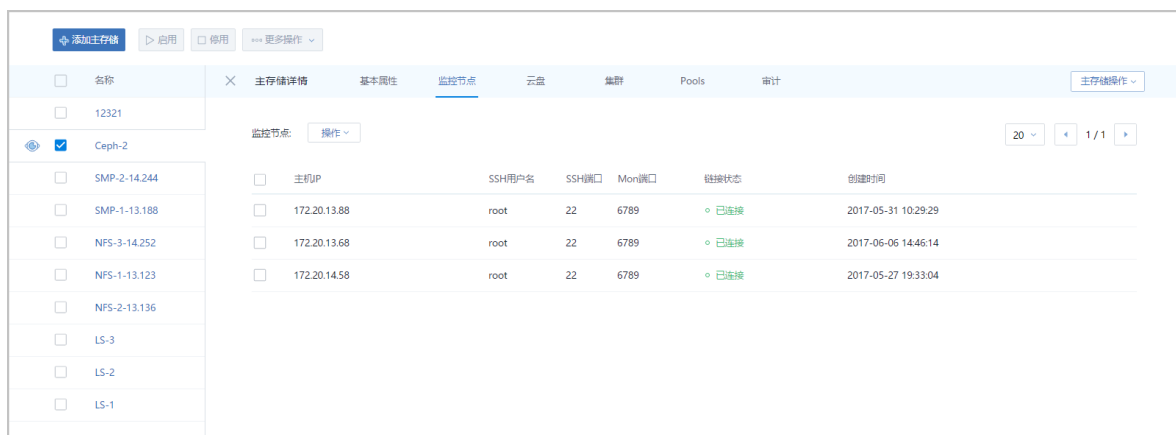 添加主存储 启用 停用 更多操作
名称 主存储详情 基本属性 监控节点 云盘 集群 Pools 审计 主存储操作
12321
监控节点: 操作 20 1 / 1
Ceph-2
SMP-2-14.244
主机IP SSH用户名 SSH端口 Mon端口 链接状态 创建时间
SMP-1-13.188
172.20.13.88 root 22 6789 已连接 2017-05-31 10:29:29
NFS-3-14.252
172.20.13.68 root 22 6789 已连接 2017-06-06 14:46:14
NFS-1-13.123
172.20.14.58 root 22 6789 已连接 2017-05-27 19:33:04
NFS-2-13.136
LS-3
LS-2
LS-1